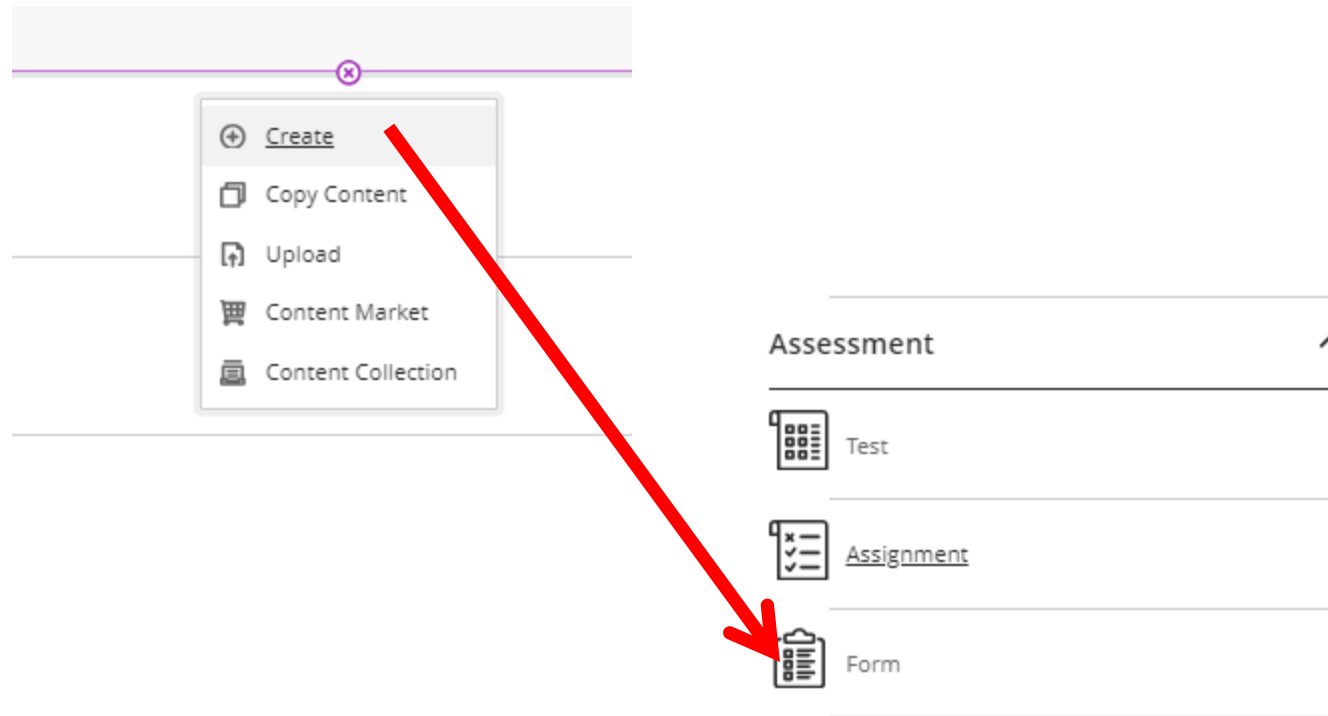 Create
Copy Content
Upload
Content Market
Content Collection
Assessment
Test
Assignment
Form